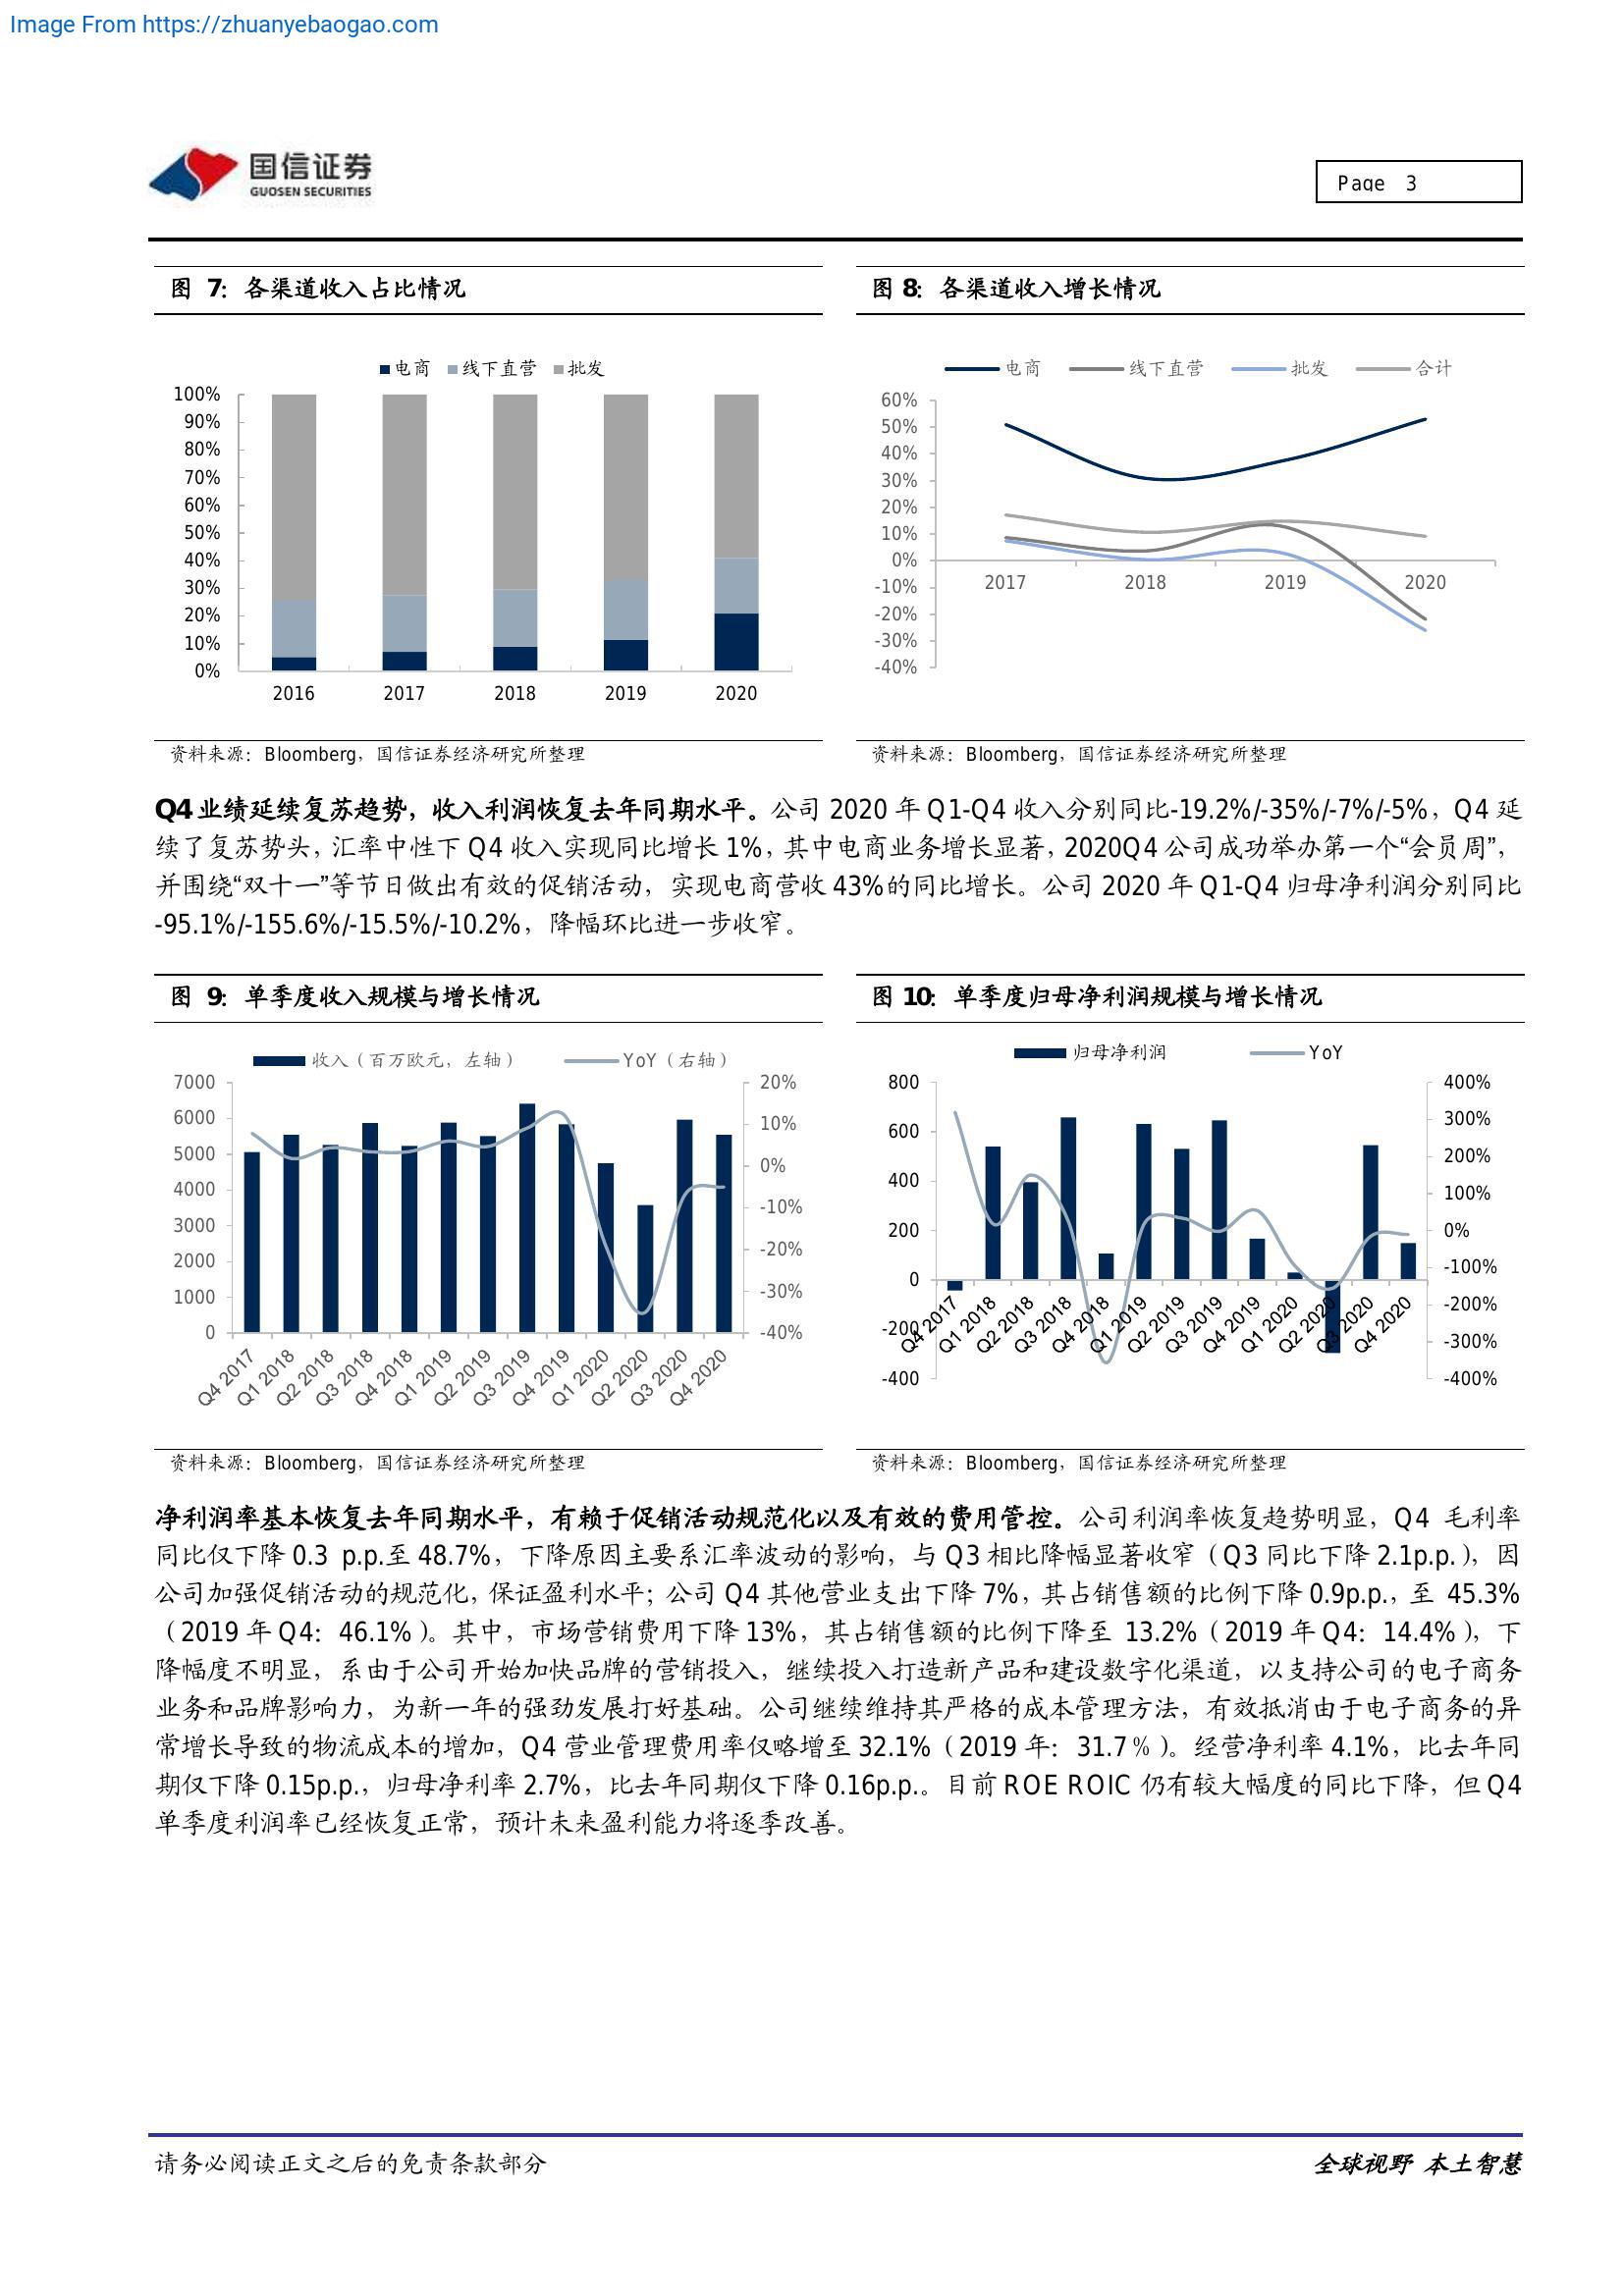 Image From https://zhuanyebaogao.com
国信证券
GUOSEN SECURITIES
Page 3
图 7：各渠道收入占比情况
电商 线下直营 批发
100%
90%
80%
70%
60%
50%
40%
30%
20%
10%
0%
2016 2017 2018 2019 2020
资料来源：Bloomberg，国信证券经济研究所整理
图 8：各渠道收入增长情况
电商 线下直营 批发 合计
60%
50%
40%
30%
20%
10%
0%
-10%
-20%
-30%
-40%
2017 2018 2019 2020
资料来源：Bloomberg，国信证券经济研究所整理
Q4 业绩延续复苏趋势，收入利润恢复去年同期水平。公司 2020 年 Q1-Q4 收入分别同比-19.2%/-35%/-7%/-5%，Q4 延
续了复苏势头，汇率中性下 Q4 收入实现同比增长 1%，其中电商业务增长显著，2020Q4 公司成功举办第一个“会员周”，
并围绕“双十一”等节日做出有效的促销活动，实现电商营收 43%的同比增长。公司 2020 年 Q1-Q4 归母净利润分别同比
-95.1%/-155.6%/-15.5%/-10.2%，降幅环比进一步收窄。
图 9：单季度收入规模与增长情况
收入（百万欧元，左轴） YoY（右轴）
7000
6000
5000
4000
3000
2000
1000
0
20%
10%
0%
-10%
-20%
-30%
-40%
Q4 2017 Q1 2018 Q2 2018 Q3 2018 Q4 2018 Q1 2019 Q2 2019 Q3 2019 Q4 2019 Q1 2020 Q2 2020 Q3 2020 Q4 2020
资料来源：Bloomberg，国信证券经济研究所整理
图 10：单季度归母净利润规模与增长情况
归母净利润 YoY
800
600
400
200
0
-200
-400
400%
300%
200%
100%
0%
-100%
-200%
-300%
-400%
Q4 2017 Q1 2018 Q2 2018 Q3 2018 Q4 2018 Q1 2019 Q2 2019 Q3 2019 Q4 2019 Q1 2020 Q2 2020 Q3 2020 Q4 2020
资料来源：Bloomberg，国信证券经济研究所整理
净利润率基本恢复去年同期水平，有赖于促销活动规范化以及有效的费用管控。公司利润率恢复趋势明显，Q4 毛利率
同比仅下降 0.3 p.p.至 48.7%，下降原因主要系汇率波动的影响，与 Q3 相比降幅显著收窄（Q3 同比下降 2.1p.p.），因
公司加强促销活动的规范化，保证盈利水平；公司 Q4 其他营业支出下降 7%，其占销售额的比例下降 0.9p.p.，至 45.3%
（2019 年 Q4：46.1%）。其中，市场营销费用下降 13%，其占销售额的比例下降至 13.2%（2019 年 Q4：14.4%），下
降幅度不明显，系由于公司开始加快品牌的营销投入，继续投入打造新产品和建设数字化渠道，以支持公司的电子商务
业务和品牌影响力，为新一年的强劲发展打好基础。公司继续维持其严格的成本管理方法，有效抵消由于电子商务的异
常增长导致的物流成本的增加，Q4 营业管理费用率仅略增至 32.1%（2019 年：31.7％）。经营净利率 4.1%，比去年同
期仅下降 0.15p.p.，归母净利率 2.7%，比去年同期仅下降 0.16p.p.。目前 ROE ROIC 仍有较大幅度的同比下降，但 Q4
单季度利润率已经恢复正常，预计未来盈利能力将逐季改善。
请务必阅读正文之后的免责条款部分
全球视野 本土智慧